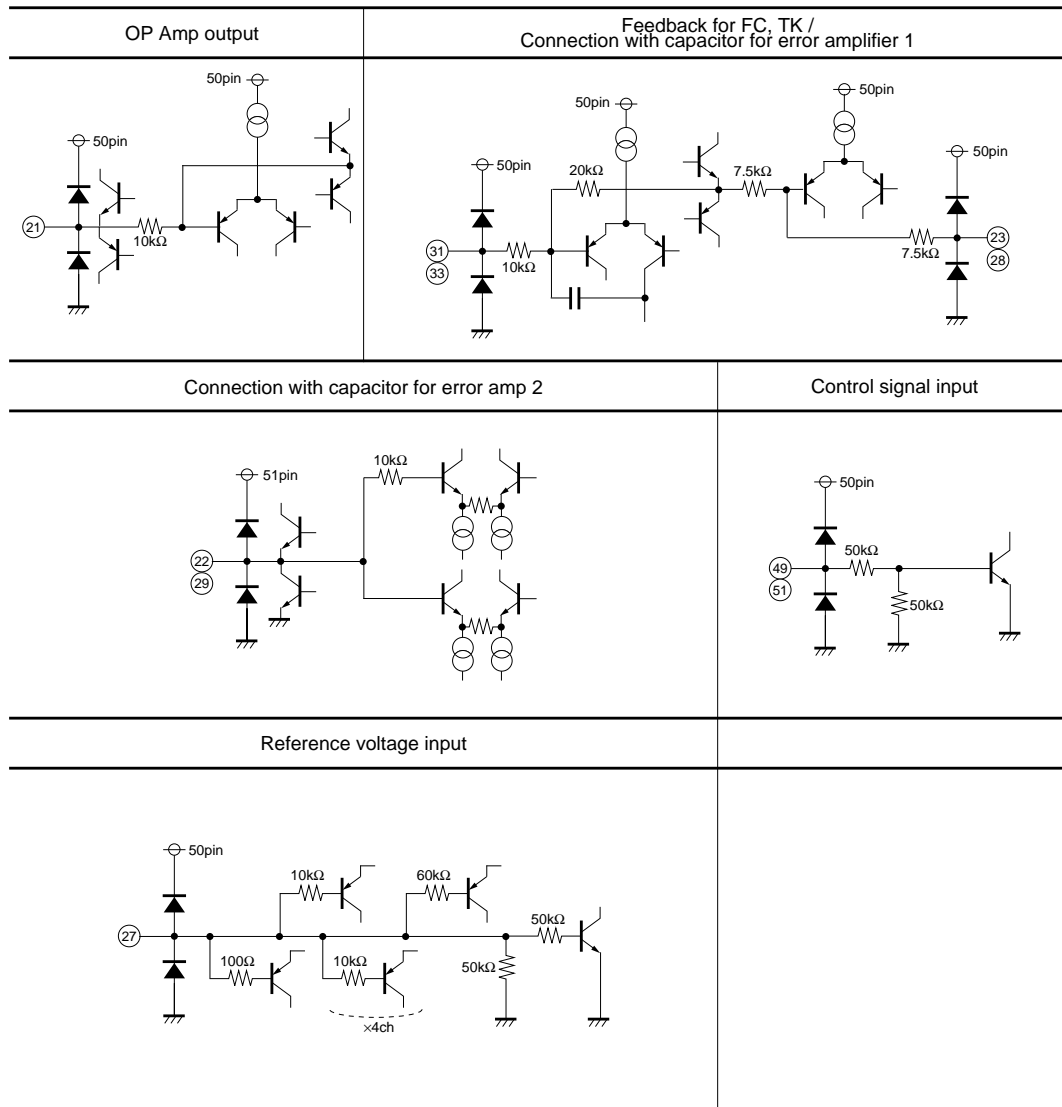 OP Amp output
Feedback for FC, TK /
Connection with capacitor for error amplifier 1
50pin
50pin
21
10kΩ
50pin
50pin
50pin
50pin
20kΩ
7.5kΩ
31
33
10kΩ
7.5kΩ
23
28
Connection with capacitor for error amp 2
Control signal input
51pin
10kΩ
22
29
50pin
50kΩ
49
51
50kΩ
Reference voltage input
50pin
10kΩ
60kΩ
50kΩ
27
100Ω
10kΩ
50kΩ
×4ch